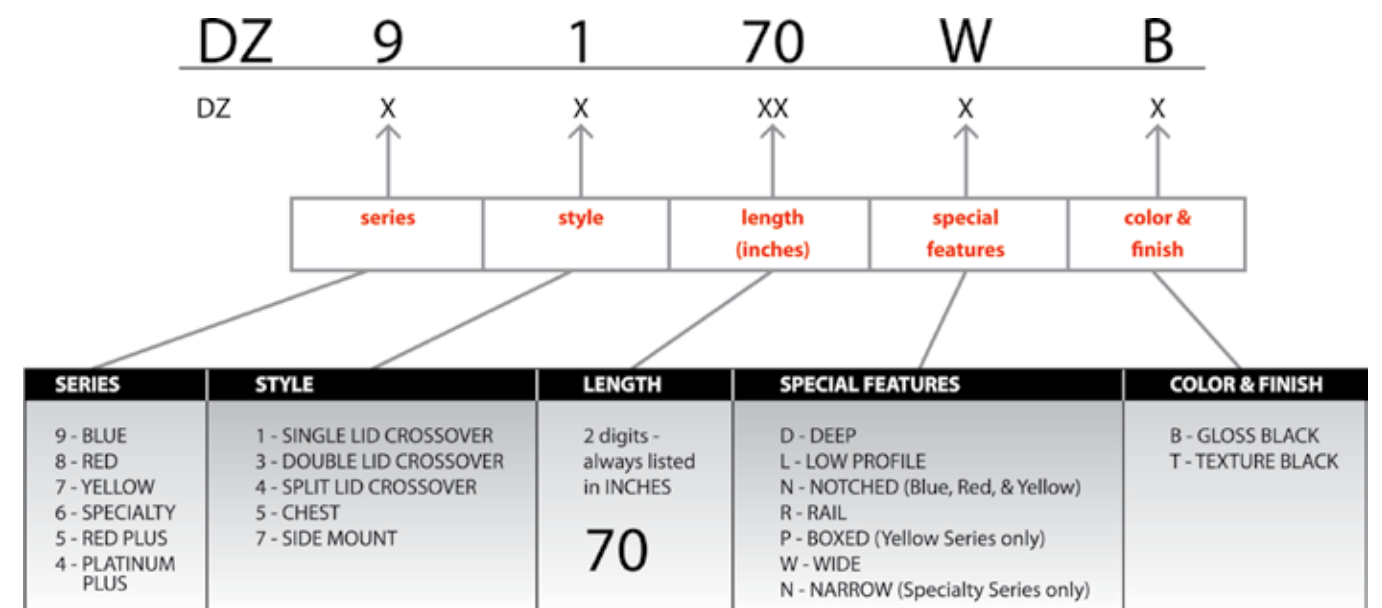 DZ 9 1 70 W B
DZ X X XX X X
series style length (inches) special features color & finish
SERIES STYLE LENGTH SPECIAL FEATURES COLOR & FINISH
9 - BLUE
8 - RED
7 - YELLOW
6 - SPECIALTY
5 - RED PLUS
4 - PLATINUM
PLUS
1 - SINGLE LID CROSSOVER
3 - DOUBLE LID CROSSOVER
4 - SPLIT LID CROSSOVER
5 - CHEST
7 - SIDE MOUNT
2 digits -
always listed
in INCHES
70
D - DEEP
L - LOW PROFILE
N - NOTCHED (Blue, Red, & Yellow)
R - RAIL
P - BOXED (Yellow Series only)
W - WIDE
N - NARROW (Specialty Series only)
B - GLOSS BLACK
T - TEXTURE BLACK